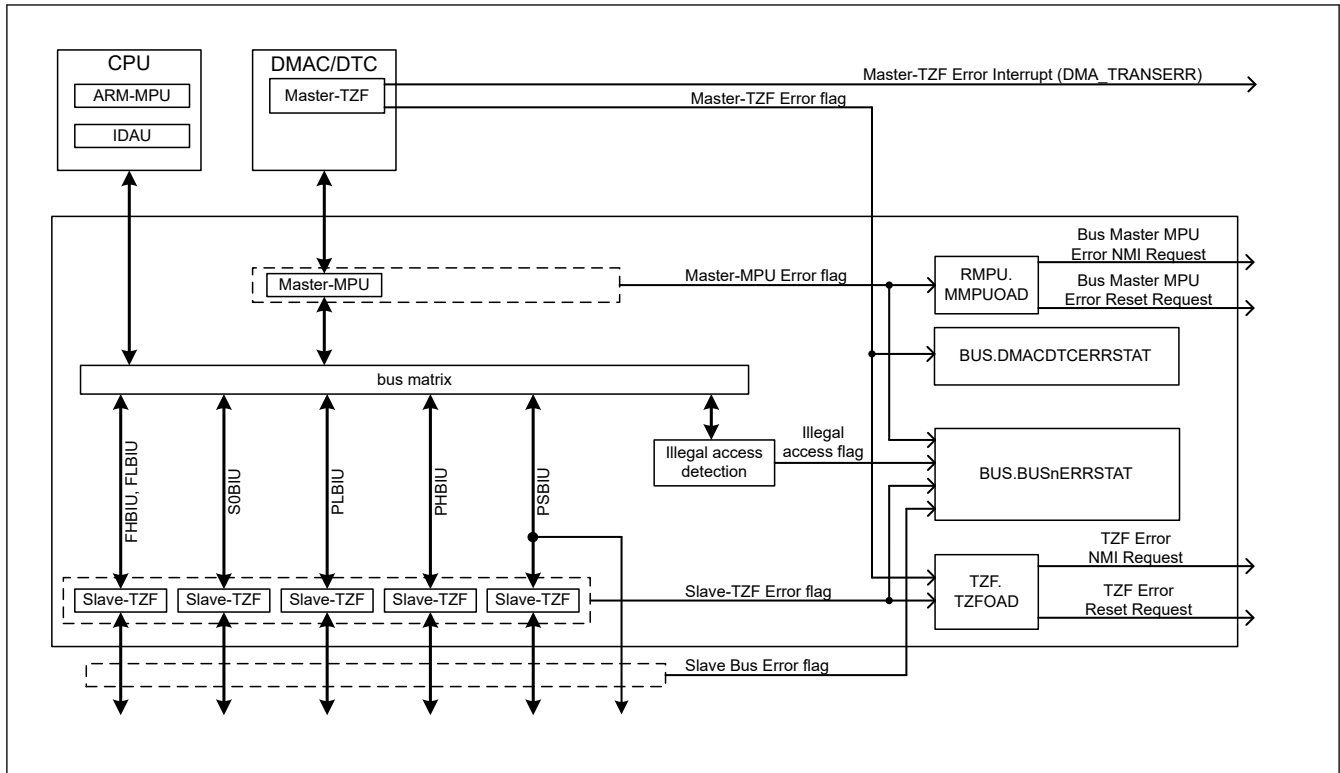 CPU
ARM-MPU
IDAU
DMAC/DTC
Master-TZF
Master-TZF Error Interrupt (DMA_TRANSERR)
Master-TZF Error flag
Master-MPU
Master-MPU Error flag
RMPU.
MMPUOAD
Bus Master MPU
Error NMI Request
Bus Master MPU
Error Reset Request
BUS.DMACDTCERRSTAT
bus matrix
FHBIU, FLBIU
S0BIU
PLBIU
PHBIU
PSBIU
Illegal access
detection
Illegal
access flag
BUS.BUSnERRSTAT
Slave-TZF
Slave-TZF
Slave-TZF
Slave-TZF
Slave-TZF
Slave-TZF Error flag
TZF.
TZFOAD
TZF Error
NMI Request
TZF Error
Reset Request
Slave Bus Error flag